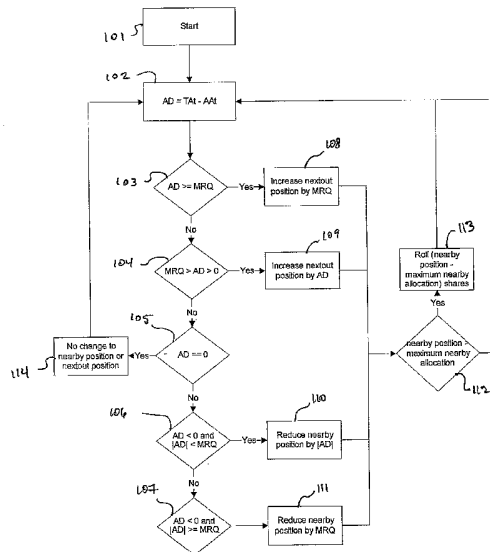 101
Start
102
AD = TAt - AAt
103
AD >= MRQ
Yes
108
Increase nextout
position by MRQ
No
104
MRQ > AD > 0
Yes
109
Increase nextout
position by AD
113
Roll (nearby
position -
maximum nearby
allocation) shares
Yes
No
105
AD == 0
Yes
No change to
nearby position or
nextout position
114
nearby position >
maximum nearby
allocation
112
No
106
AD < 0 and
|AD| < MRQ
Yes
110
Reduce nearby
position by |AD|
No
107
AD < 0 and
|AD| >= MRQ
111
Reduce nearby
position by MRQ